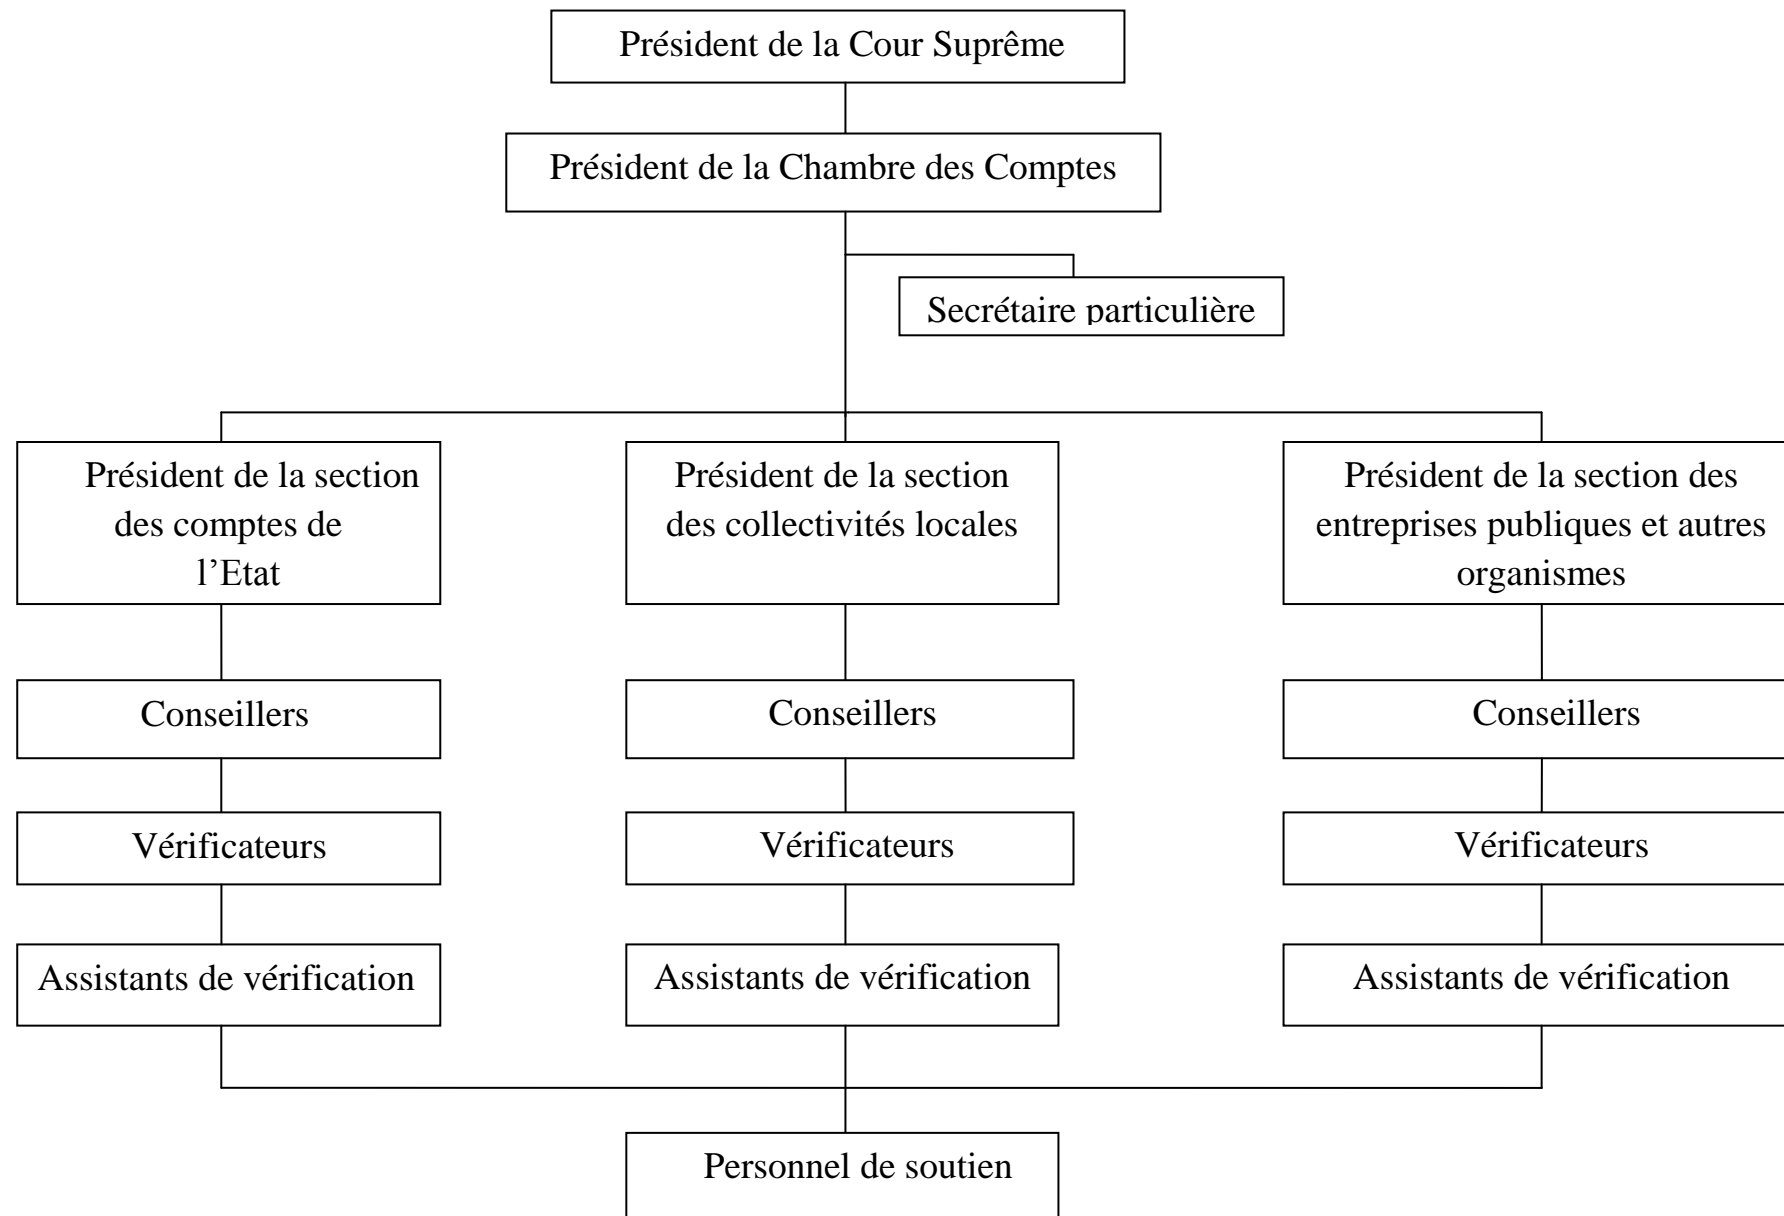 Président de la Cour Suprême
Président de la Chambre des Comptes
Secrétaire particulière
Président de la section
des comptes de
l’Etat
Président de la section
des collectivités locales
Président de la section des
entreprises publiques et autres
organismes
Conseillers
Conseillers
Conseillers
Vérificateurs
Vérificateurs
Vérificateurs
Assistants de vérification
Assistants de vérification
Assistants de vérification
Personnel de soutien